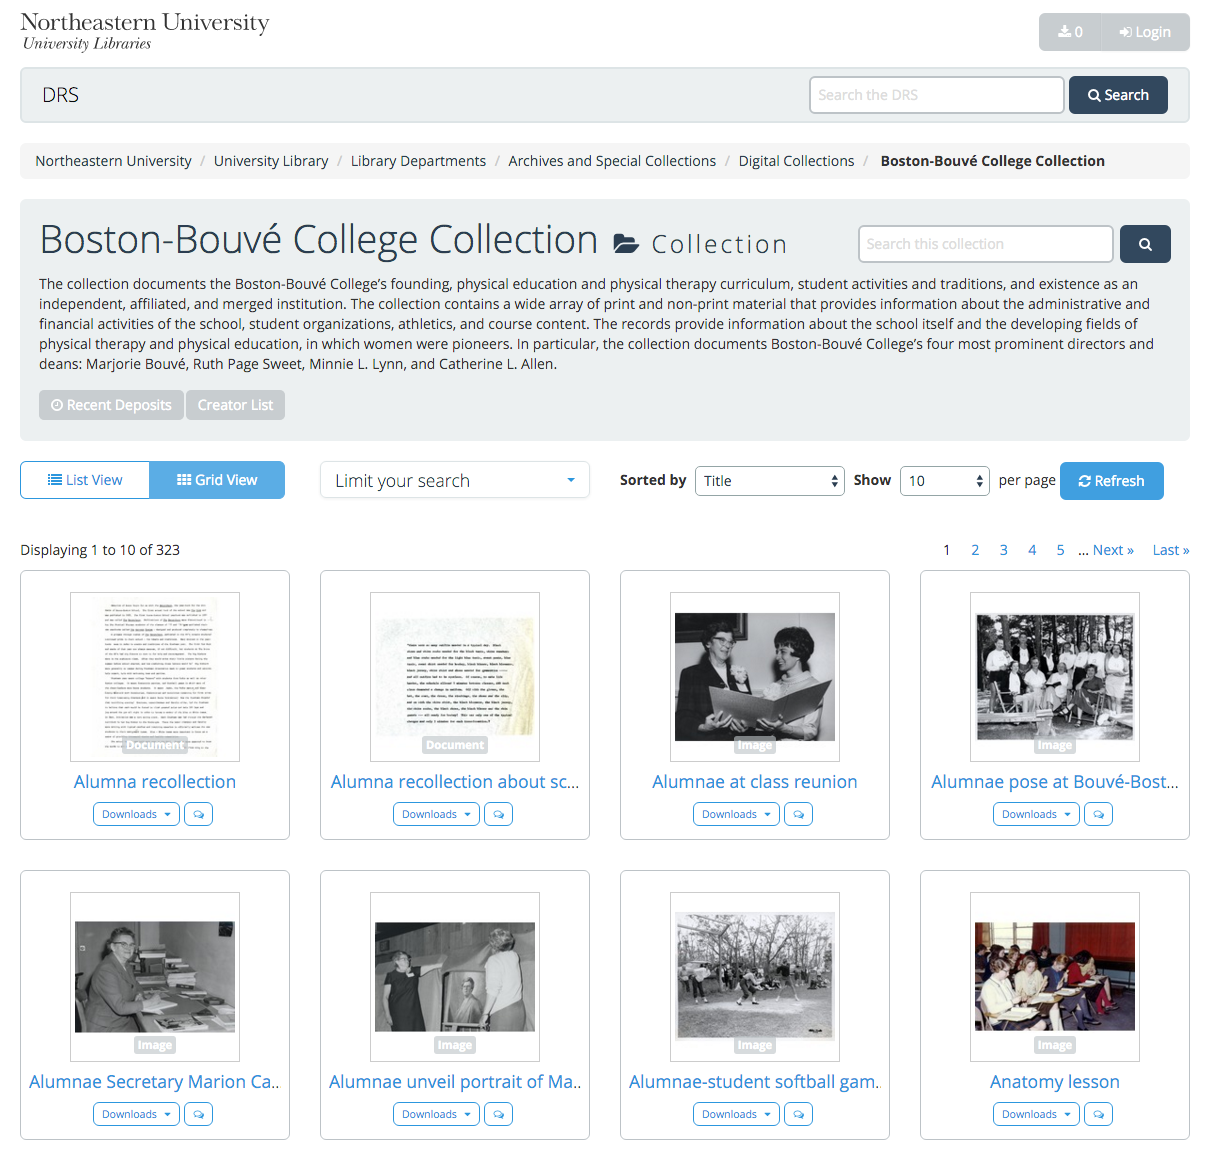 Northeastern University
University Libraries
0
Login
DRS
Search the DRS
Search
Northeastern University / University Library / Library Departments / Archives and Special Collections / Digital Collections / Boston-Bouvé College Collection
Boston-Bouvé College Collection Collection
Search this collection
The collection documents the Boston-Bouvé College's founding, physical education and physical therapy curriculum, student activities and traditions, and existence as an
independent, affiliated, and merged institution. The collection contains a wide array of print and non-print material that provides information about the administrative and
financial activities of the school, student organizations, athletics, and course content. The records provide information about the school itself and the developing fields of
physical therapy and physical education, in which women were pioneers. In particular, the collection documents Boston-Bouvé College's four most prominent directors and
deans: Marjorie Bouvé, Ruth Page Sweet, Minnie L. Lynn, and Catherine L. Allen.
Recent Deposits
Creator List
List View
Grid View
Limit your search
Sorted by Title Show 10 per page Refresh
Displaying 1 to 10 of 323
1 2 3 4 5 ... Next » Last »
Document
Alumna recollection
Downloads
Document
Alumna recollection about sc...
Downloads
Image
Alumnae at class reunion
Downloads
Image
Alumnae pose at Bouvé-Bost...
Downloads
Image
Alumnae Secretary Marion Ca...
Downloads
Image
Alumnae unveil portrait of Ma...
Downloads
Image
Alumnae-student softball gam...
Downloads
Image
Anatomy lesson
Downloads